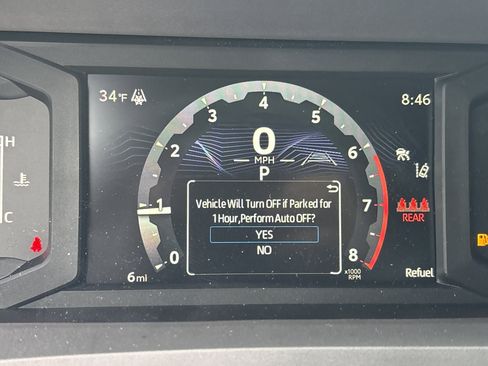 34°F
8:46
4
3
5
2
0
6
MPH
P
H
Vehicle Will Turn OFF if Parked for
1 Hour,Perform Auto OFF?
1
YES
7
REAR
NO
C
0
8
x1000
RPM
6mi
Refuel